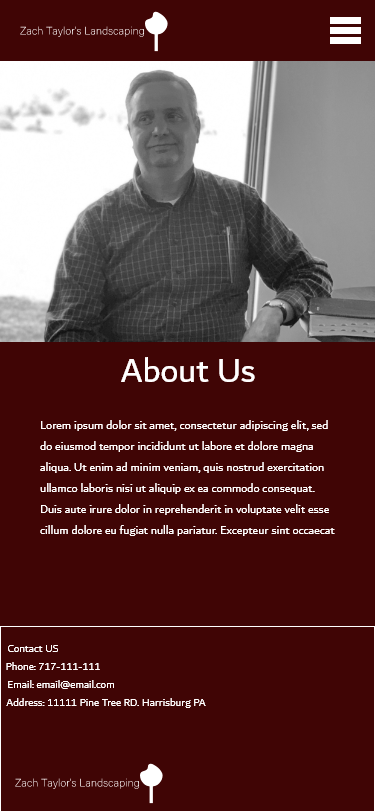 Zach Taylor's Landscaping
About Us
Lorem ipsum dolor sit amet, consectetur adipiscing elit, sed
do eiusmod tempor incididunt ut labore et dolore magna
aliqua. Ut enim ad minim veniam, quis nostrud exercitation
ullamco laboris nisi ut aliquip ex ea commodo consequat.
Duis aute irure dolor in reprehenderit in voluptate velit esse
cillum dolore eu fugiat nulla pariatur. Excepteur sint occaecat
Contact US
Phone: 717-111-111
Email: email@email.com
Address: 11111 Pine Tree RD. Harrisburg PA
Zach Taylor's Landscaping